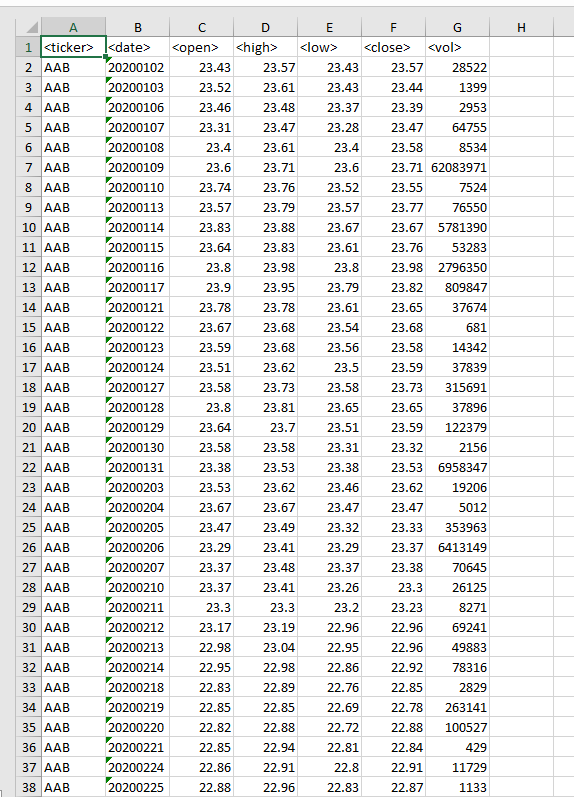 A B C D E F G H
1 <ticker> <date> <open> <high> <low> <close> <vol>
2 AAB 20200102 23.43 23.57 23.43 23.57 28522
3 AAB 20200103 23.52 23.61 23.43 23.44 1399
4 AAB 20200106 23.46 23.48 23.37 23.39 2953
5 AAB 20200107 23.31 23.47 23.28 23.47 64755
6 AAB 20200108 23.4 23.61 23.4 23.58 8534
7 AAB 20200109 23.6 23.71 23.6 23.71 62083971
8 AAB 20200110 23.74 23.76 23.52 23.55 7524
9 AAB 20200113 23.57 23.79 23.57 23.77 76550
10 AAB 20200114 23.83 23.88 23.67 23.67 5781390
11 AAB 20200115 23.64 23.83 23.61 23.76 53283
12 AAB 20200116 23.8 23.98 23.8 23.98 2796350
13 AAB 20200117 23.9 23.95 23.79 23.82 809847
14 AAB 20200121 23.78 23.78 23.61 23.65 37674
15 AAB 20200122 23.67 23.68 23.54 23.68 681
16 AAB 20200123 23.59 23.68 23.56 23.58 14342
17 AAB 20200124 23.51 23.62 23.5 23.59 37839
18 AAB 20200127 23.58 23.73 23.58 23.73 315691
19 AAB 20200128 23.8 23.81 23.65 23.65 37896
20 AAB 20200129 23.64 23.7 23.51 23.59 122379
21 AAB 20200130 23.58 23.58 23.31 23.32 2156
22 AAB 20200131 23.38 23.53 23.38 23.53 6958347
23 AAB 20200203 23.53 23.62 23.46 23.62 19206
24 AAB 20200204 23.67 23.67 23.47 23.47 5012
25 AAB 20200205 23.47 23.49 23.32 23.33 353963
26 AAB 20200206 23.29 23.41 23.29 23.37 6413149
27 AAB 20200207 23.37 23.48 23.37 23.38 70645
28 AAB 20200210 23.37 23.41 23.26 23.3 26125
29 AAB 20200211 23.3 23.3 23.2 23.23 8271
30 AAB 20200212 23.17 23.19 22.96 22.96 69241
31 AAB 20200213 22.98 23.04 22.95 22.96 49883
32 AAB 20200214 22.95 22.98 22.86 22.92 78316
33 AAB 20200218 22.83 22.89 22.76 22.85 2829
34 AAB 20200219 22.85 22.85 22.69 22.78 263141
35 AAB 20200220 22.82 22.88 22.72 22.88 100527
36 AAB 20200221 22.85 22.94 22.81 22.84 429
37 AAB 20200224 22.86 22.91 22.8 22.91 11729
38 AAB 20200225 22.88 22.96 22.83 22.87 1133